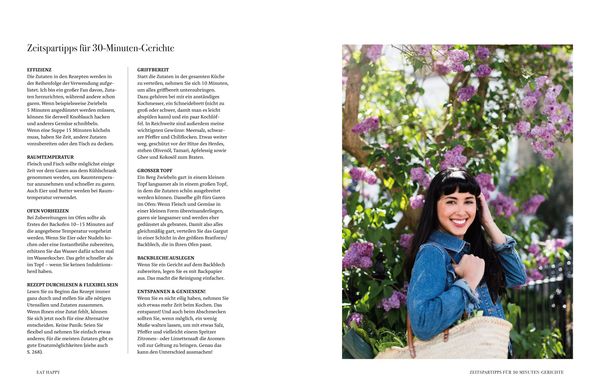 Zeitspartipps für 30-Minuten-Gerichte
EFFIZIENZ
Die Zutaten in den Rezepten werden in
der Reihenfolge der Verwendung aufge-
listet. Ich bin ein großer Fan davon, Zuta-
ten herzurichten, während andere schon
garen. Wenn beispielsweise Zwiebeln
5 Minuten angedünstet werden müssen,
können Sie derweil Knoblauch hacken
und anderes Gemüse schnibbeln.
Wenn eine Suppe 15 Minuten köcheln
muss, haben Sie Zeit, andere Zutaten
vorzubereiten oder den Tisch zu decken.
RAUMTEMPERATUR
Fleisch und Fisch sollte möglichst einige
Zeit vor dem Garen aus dem Kühlschrank
genommen werden, um Raumtempera-
tur anzunehmen und schneller zu garen.
Auch Eier und Butter werden bei Raum-
temperatur verwendet.
OFEN VORHEIZEN
Bei Zubereitungen im Ofen sollte als
Erstes der Backofen 10–15 Minuten auf
die angegebene Temperatur vorgeheizt
werden. Wenn Sie Eier oder Nudeln ko-
chen oder eine Instantbrühe zubereiten,
erhitzen Sie das Wasser dafür schon mal
im Wasserkocher. Das geht schneller als
im Topf – wenn Sie keinen Induktions-
herd haben.
REZEPT DURCHLESEN & FLEXIBEL SEIN
Lesen Sie zu Beginn das Rezept immer
ganz durch und stellen Sie alle nötigen
Utensilien und Zutaten zusammen.
Wenn Ihnen eine Zutat fehlt, können
Sie sich jetzt noch für eine Alternative
entscheiden. Keine Panik: Seien Sie
flexibel und nehmen Sie einfach etwas
anderes; für die meisten Zutaten gibt es
gute Ersatzmöglichkeiten (siehe auch
S. 268).
GRIFFBEREIT
Statt die Zutaten in der gesamten Küche
zu verteilen, nehmen Sie sich 10 Minuten,
um alles griffbereit unterzubringen.
Dazu gehören bei mir ein anständiges
Kochmesser, ein Schneidebrett (nicht zu
groß oder schwer, damit man es leicht
abspülen kann) und ein paar Kochlöf-
fel. In Reichweite sind außerdem meine
wichtigsten Gewürze: Meersalz, schwar-
zer Pfeffer und Chiliflocken. Etwas weiter
weg, geschützt vor der Hitze des Herdes,
stehen Olivenöl, Tamari, Apfelessig sowie
Ghee und Kokosöl zum Braten.
GROSSER TOPF
Ein Berg Zwiebeln gart in einem kleinen
Topf langsamer als in einem großen Topf,
in dem die Zutaten schön ausgebreitet
werden können. Dasselbe gilt fürs Garen
im Ofen: Wenn Fleisch und Gemüse in
einer kleinen Form übereinanderliegen,
garen sie langsamer und werden eher
gedünstet als gebraten. Damit also alles
gleichmäßig gart, verteilen Sie das Gargut
in einer Schicht in der größten Bratform/
Backblech, die in Ihren Ofen passt.
BACKBLECHE AUSLEGEN
Wenn Sie ein Gericht auf dem Backblech
zubereiten, legen Sie es mit Backpapier
aus. Das macht die Reinigung einfacher.
ENTSPANNEN & GENIESSEN!
Wenn Sie es nicht eilig haben, nehmen Sie
sich etwas mehr Zeit beim Kochen. Das
entspannt! Und auch beim Abschmecken
sollten Sie, wenn möglich, ein wenig
Muße walten lassen, um mit etwas Salz,
Pfeffer und vielleicht einem Spritzer
Zitronen- oder Limettensaft die Aromen
voll zur Geltung zu bringen. Genau das
kann den Unterschied ausmachen!
EAT HAPPY
ZEITSPARTIPPS FÜR 30-MINUTEN-GERICHTE